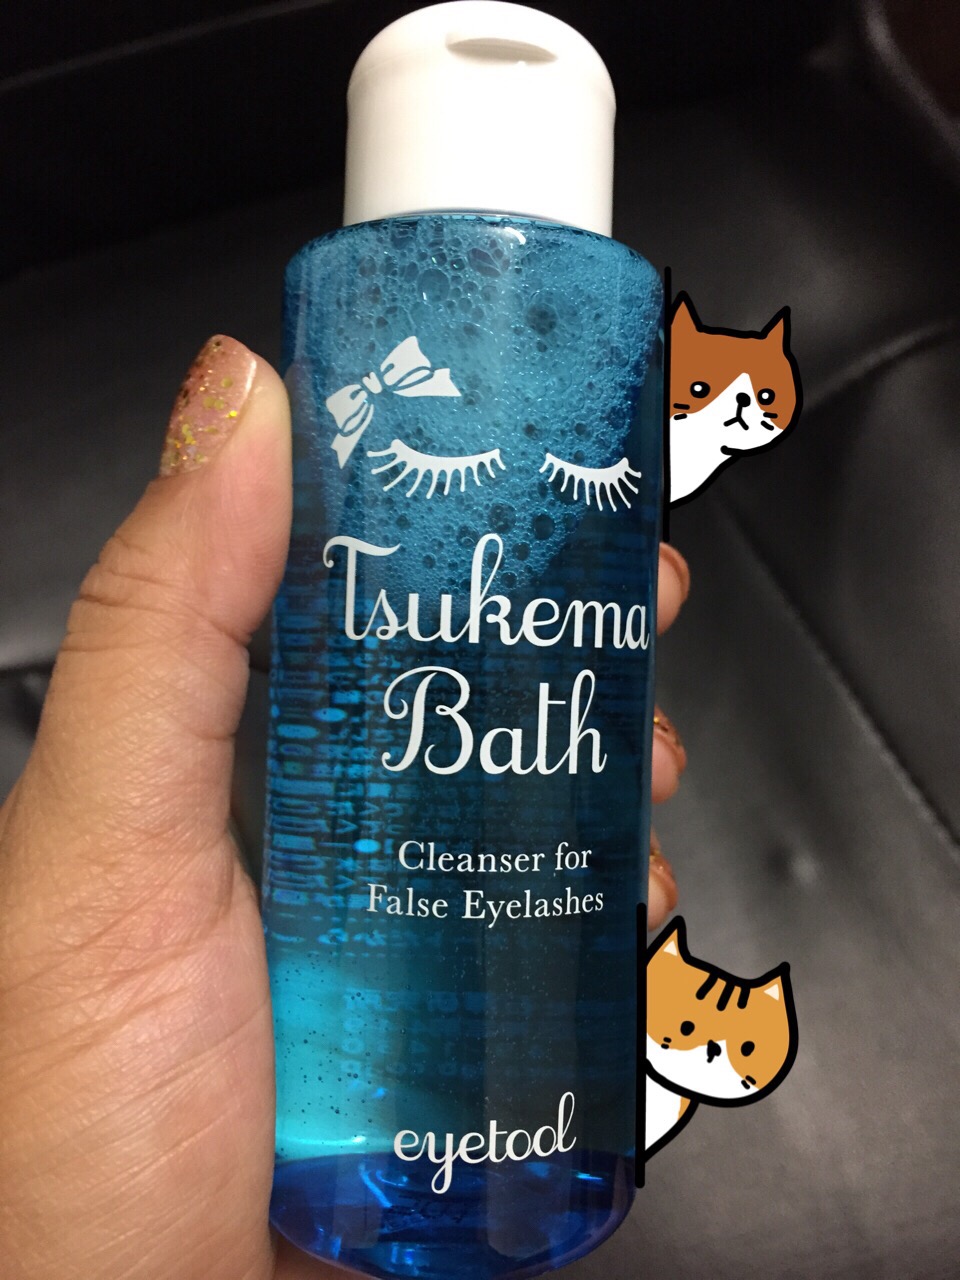 Tsukema
Bath
Cleanser for
False Eyelashes
eyetool